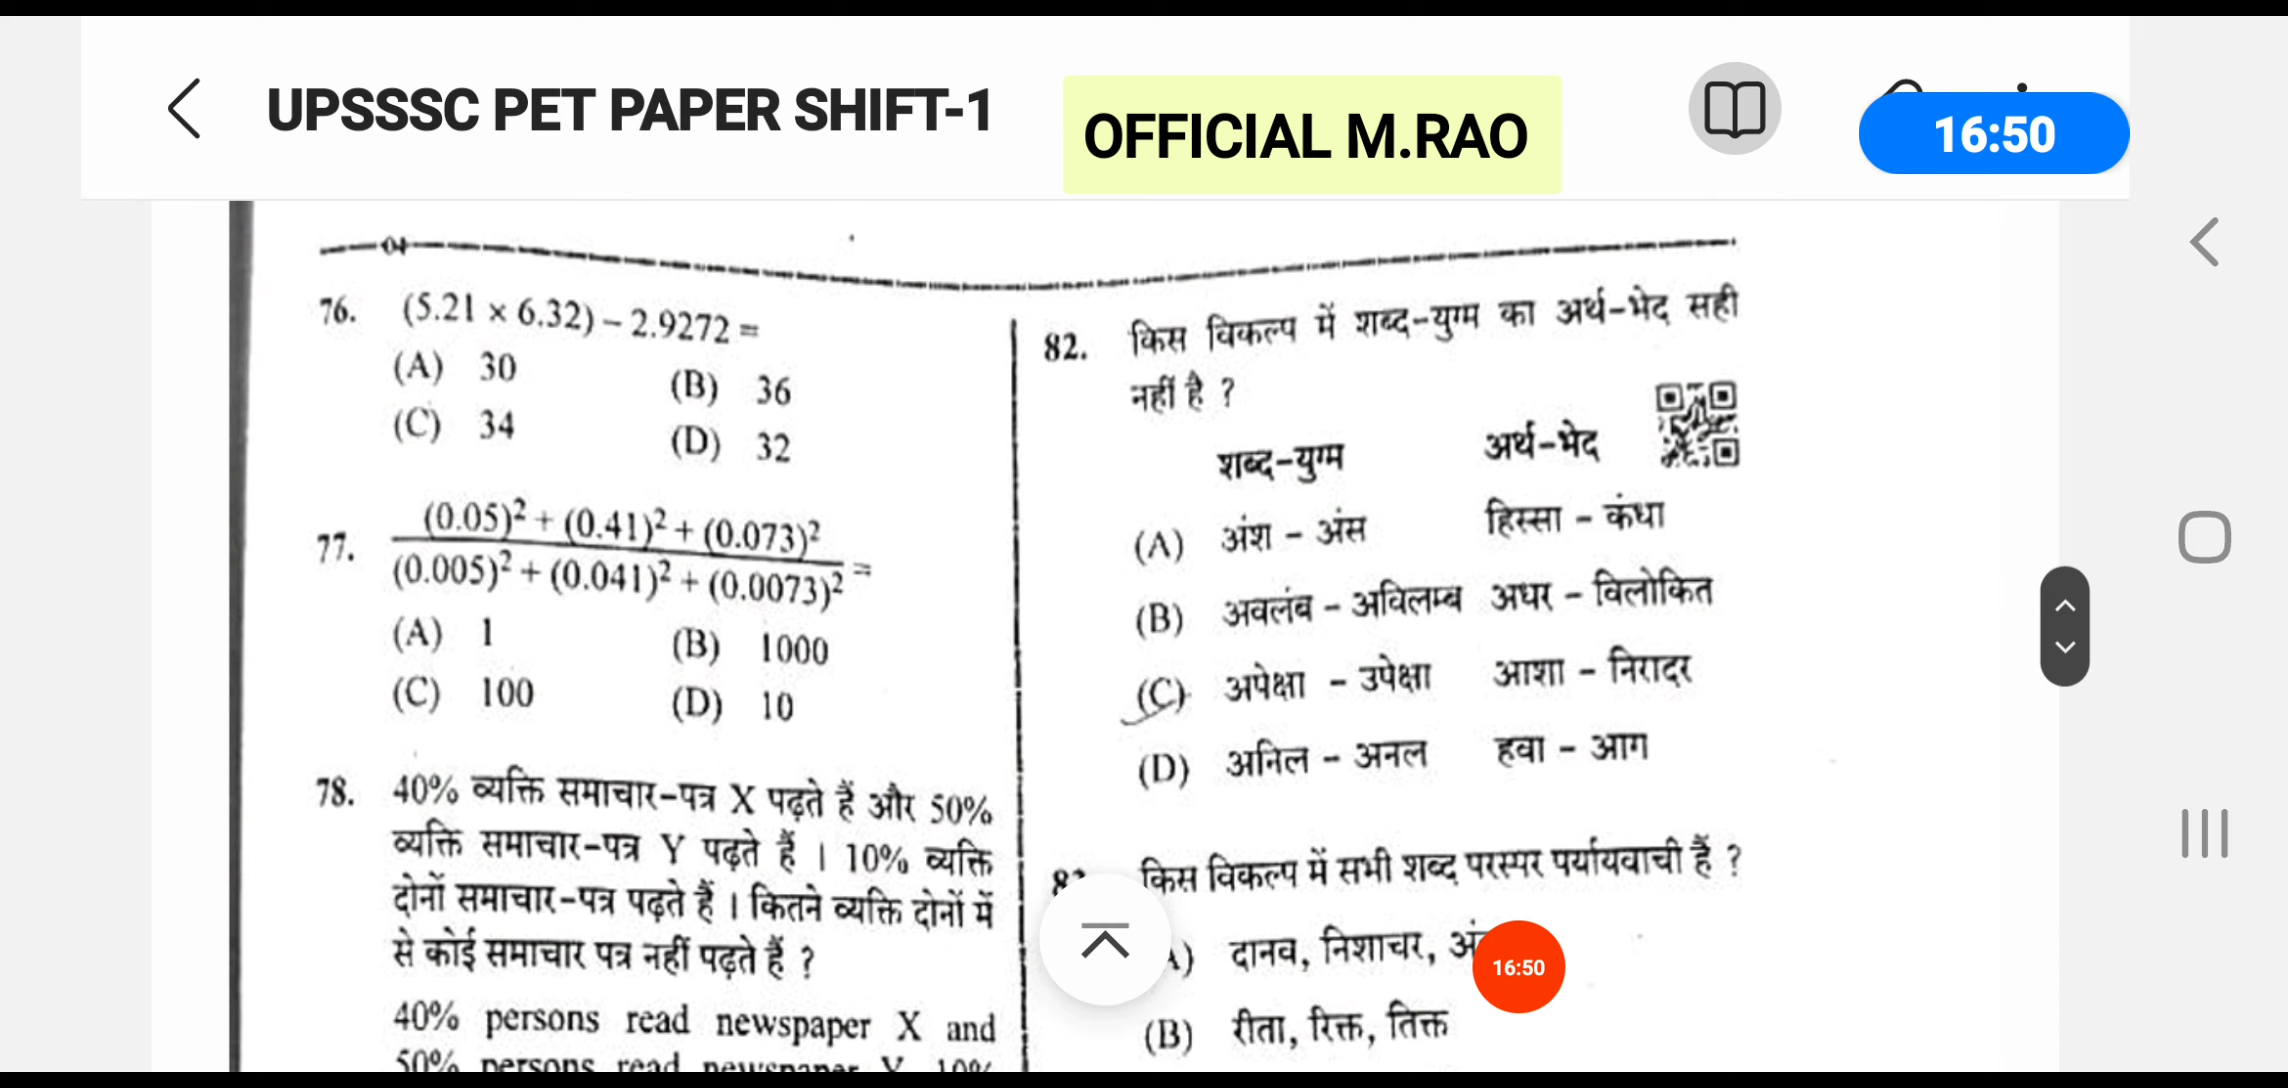 UPSSSC PET PAPER SHIFT-1
OFFICIAL M.RAO
16:50
76. (5.21 × 6.32) – 2.9272 =
(A) 30 (B) 36
(C) 34 (D) 32
77. (0.05)² + (0.41)² + (0.073)²
(0.005)² + (0.041)² + (0.0073)² =
(A) 1 (B) 1000
(C) 100 (D) 10
78. 40% व्यक्ति समाचार-पत्र X पढ़ते हैं और 50%
व्यक्ति समाचार-पत्र Y पढ़ते हैं । 10% व्यक्ति
दोनों समाचार-पत्र पढ़ते हैं । कितने व्यक्ति दोनों में
से कोई समाचार पत्र नहीं पढ़ते हैं ?
40% persons read newspaper X and
50% persons read newspaper Y 10%
82. किस विकल्प में शब्द-युग्म का अर्थ-भेद सही
नहीं है ?
शब्द-युग्म अर्थ-भेद
(A) अंश - अंस हिस्सा - कंधा
(B) अवलंब - अविलम्ब अधर - विलोकित
(C) अपेक्षा - उपेक्षा आशा - निरादर
(D) अनिल - अनल हवा - आग
किस विकल्प में सभी शब्द परस्पर पर्यायवाची हैं ?
दानव, निशाचर,
16:50
(B) रीता, रिक्त, तिक्त